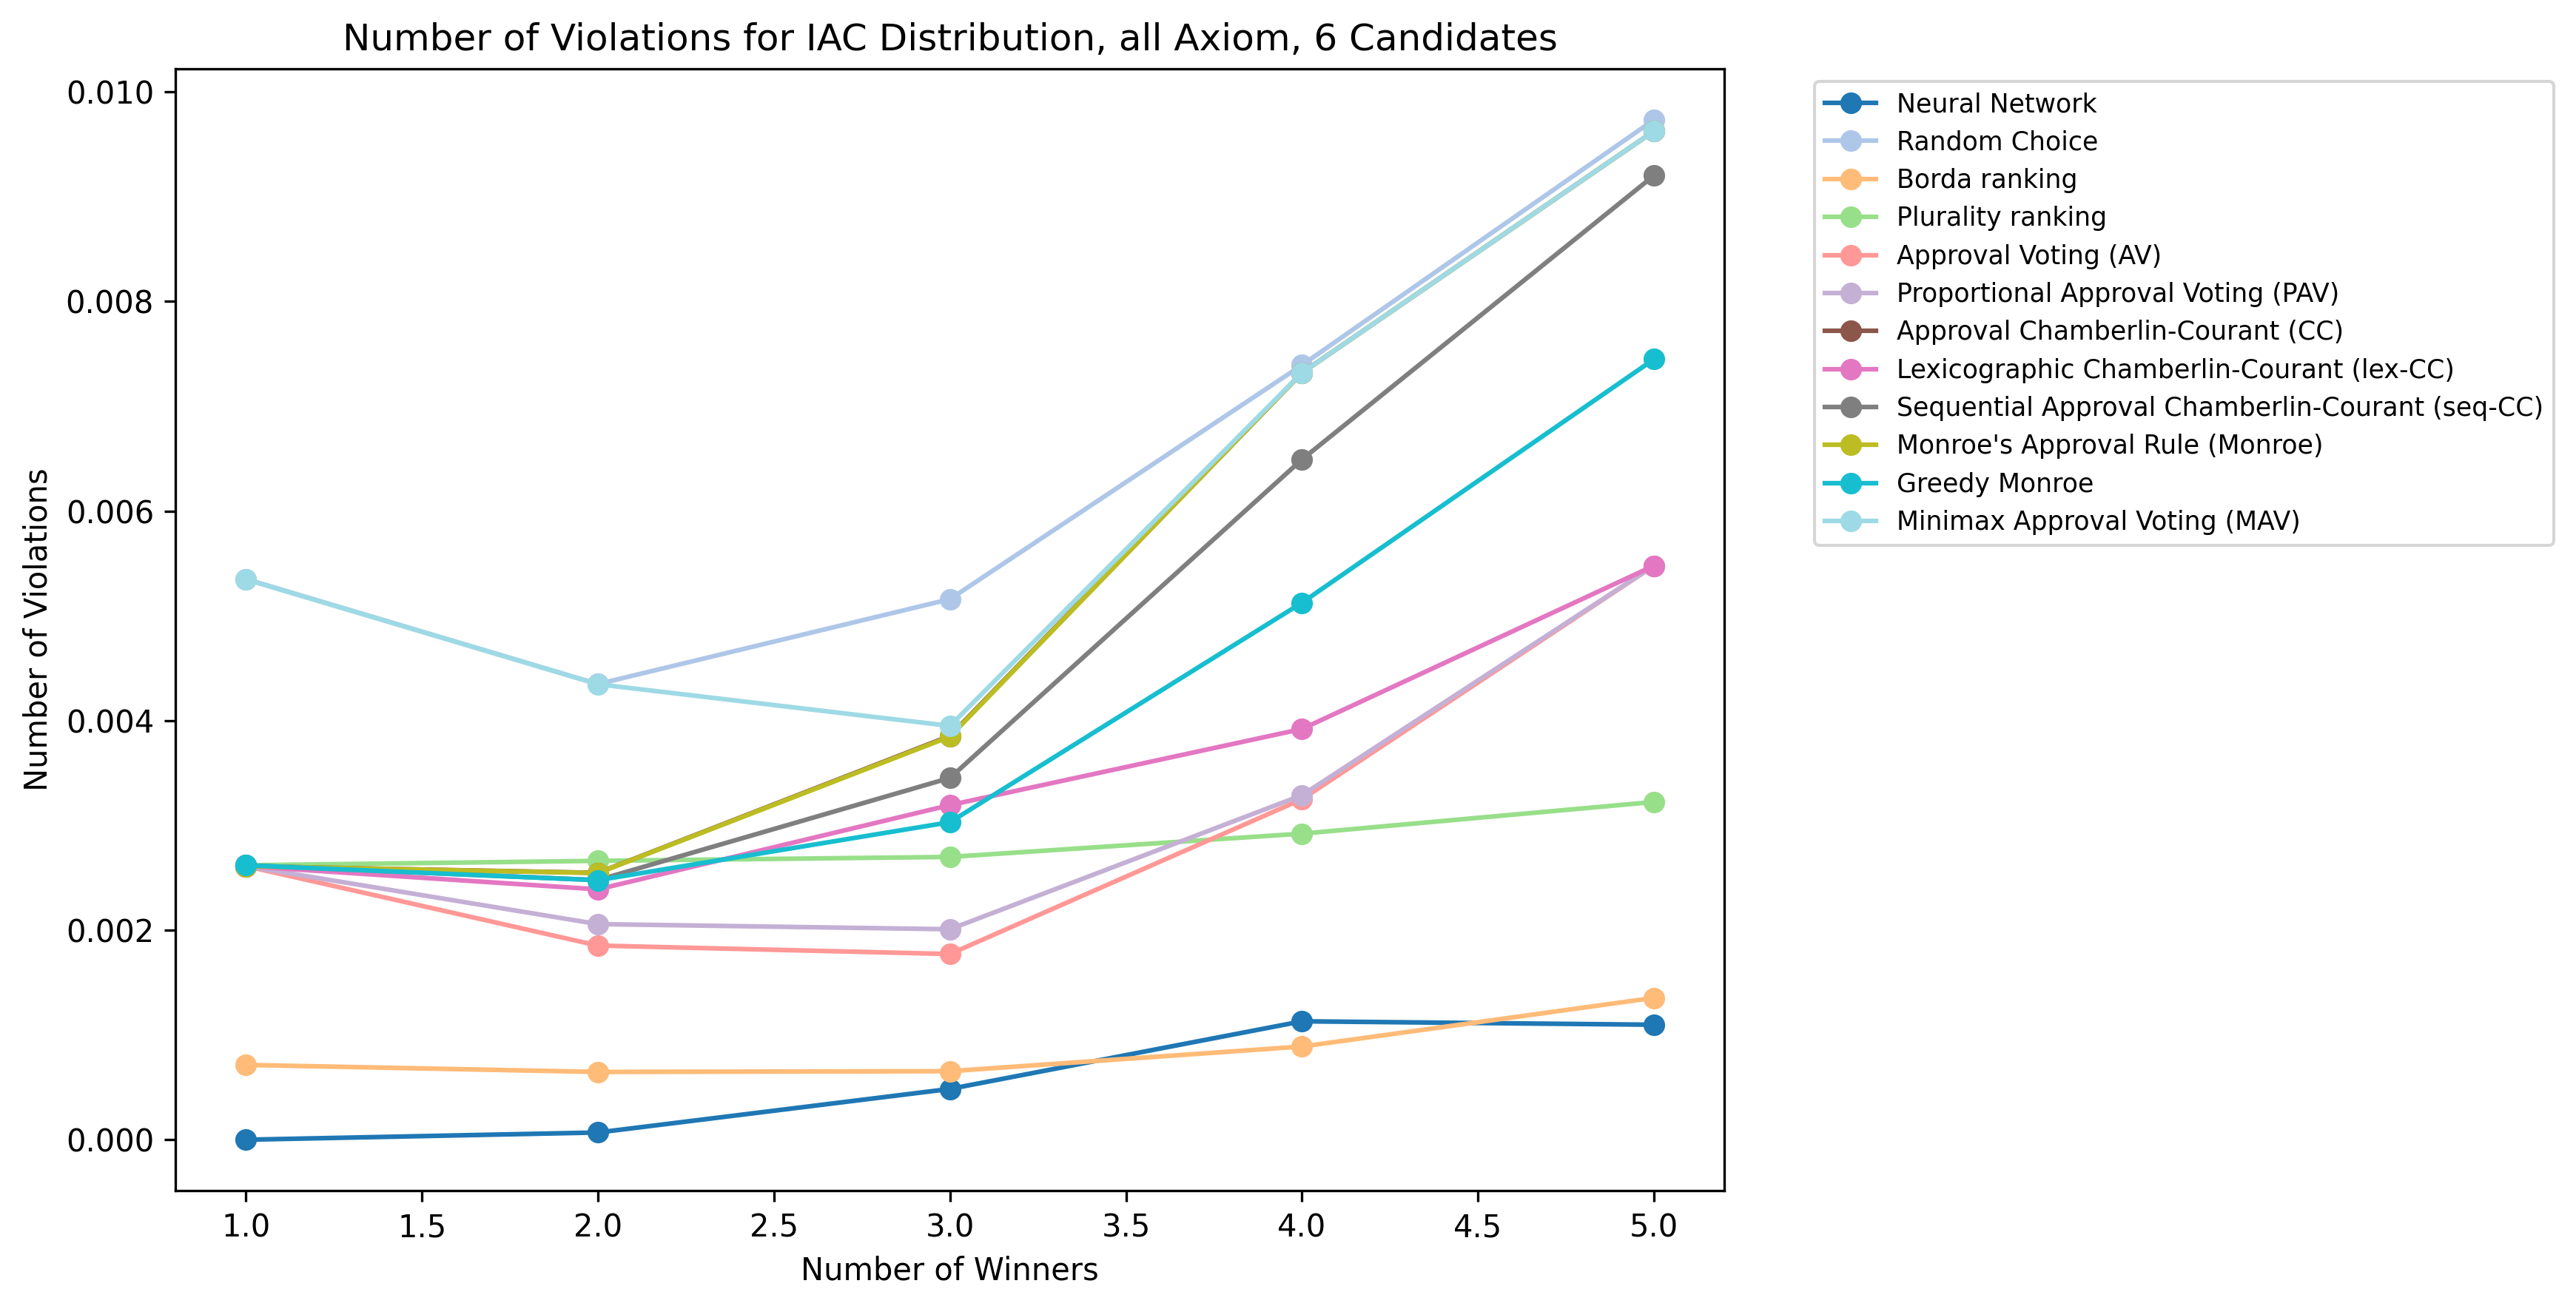 Number of Violations for IAC Distribution, all Axiom, 6 Candidates
0.010
0.008
0.006
0.004
0.002
0.000
Number of Violations
1.0 1.5 2.0 2.5 3.0 3.5 4.0 4.5 5.0
Number of Winners
Neural Network
Random Choice
Borda ranking
Plurality ranking
Approval Voting (AV)
Proportional Approval Voting (PAV)
Approval Chamberlin-Courant (CC)
Lexicographic Chamberlin-Courant (lex-CC)
Sequential Approval Chamberlin-Courant (seq-CC)
Monroe's Approval Rule (Monroe)
Greedy Monroe
Minimax Approval Voting (MAV)